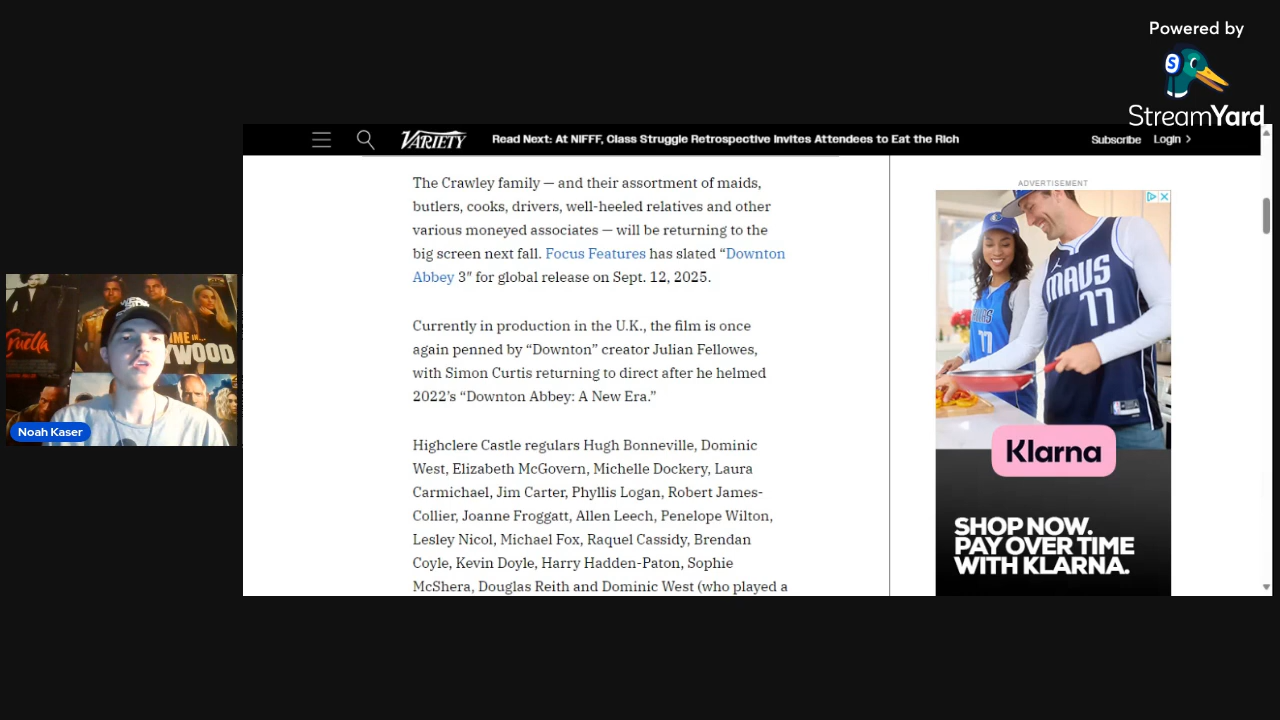 Powered by
StreamYard
VARIETY
Read Next: At NIFFF, Class Struggle Retrospective Invites Attendees to Eat the Rich
Subscribe
Login
The Crawley family — and their assortment of maids,
butlers, cooks, drivers, well-heeled relatives and other
various moneyed associates — will be returning to the
big screen next fall. Focus Features has slated “Downton
Abbey 3” for global release on Sept. 12, 2025.
Currently in production in the U.K., the film is once
again penned by “Downton” creator Julian Fellowes,
with Simon Curtis returning to direct after he helmed
2022’s “Downton Abbey: A New Era.”
Highclere Castle regulars Hugh Bonneville, Dominic
West, Elizabeth McGovern, Michelle Dockery, Laura
Carmichael, Jim Carter, Phyllis Logan, Robert James-
Collier, Joanne Froggatt, Allen Leech, Penelope Wilton,
Lesley Nicol, Michael Fox, Raquel Cassidy, Brendan
Coyle, Kevin Doyle, Harry Hadden-Paton, Sophie
McShera, Douglas Reith and Dominic West (who played a
ADVERTISEMENT
MAVS
77
77
Klarna
SHOP NOW.
PAY OVER TIME
WITH KLARNA.
Cruella
TIME IN...
YWOOD
Noah Kaser